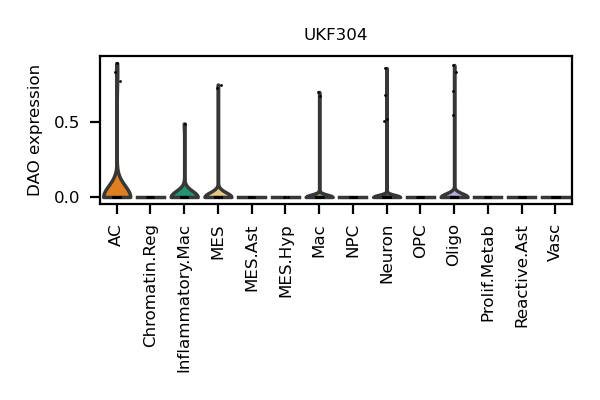 UKF304
DAO expression
0.5
0.0
AC
Chromatin.Reg
Inflammatory.Mac
MES
MES.Ast
MES.Hyp
Mac
NPC
Neuron
OPC
Oligo
Prolif.Metab
Reactive.Ast
Vasc